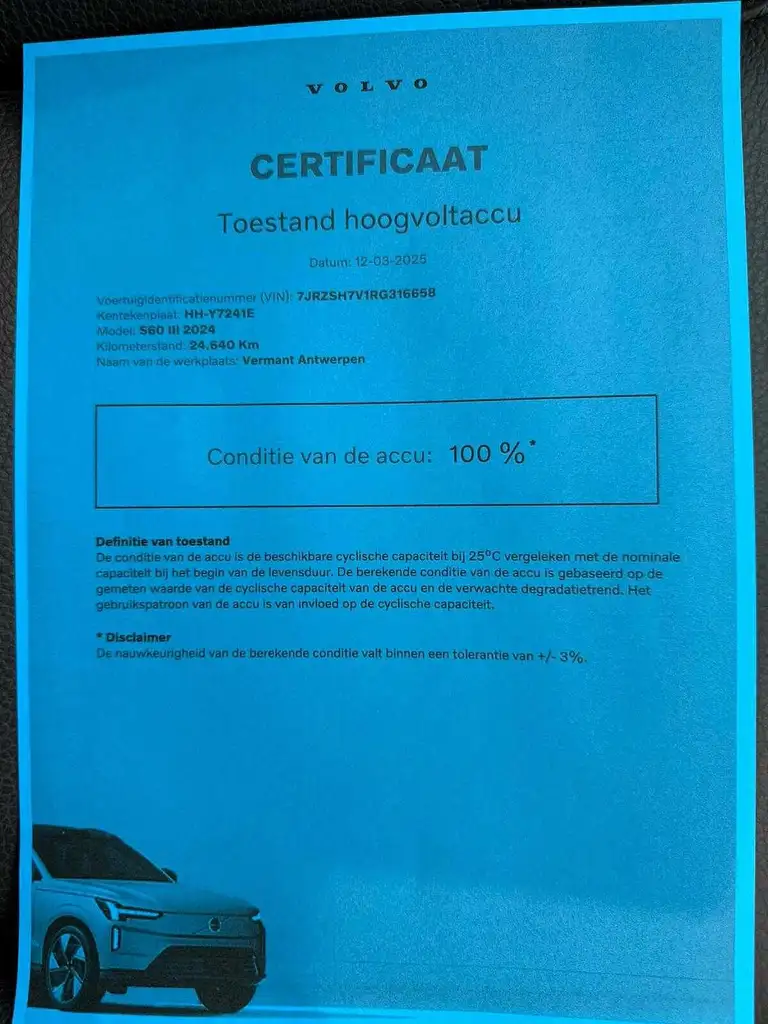 VOLVO
CERTIFICAAT
Toestand hoogvoltaccu
Datum: 12-03-2025
Voertuigidentificatienummer (VIN): 7JRZSH7V1RG316658
Kentekenplaat: HH-Y7241E
Model: S60 III 2024
Kilometerstand: 24,640 Km
Naam van de werkplaats: Vermant Antwerpen
Conditie van de accu: 100 %*
Definitie van toestand
De conditie van de accu is de beschikbare cyclische capaciteit bij 25°C vergeleken met de nominale
capaciteit bij het begin van de levensduur. De berekende conditie van de accu is gebaseerd op de
gemeten waarde van de cyclische capaciteit van de accu en de verwachte degradatietrend. Het
gebruikspatroon van de accu is van invloed op de cyclische capaciteit.
* Disclaimer
De nauwkeurigheid van de berekende conditie valt binnen een tolerantie van +/- 3%.